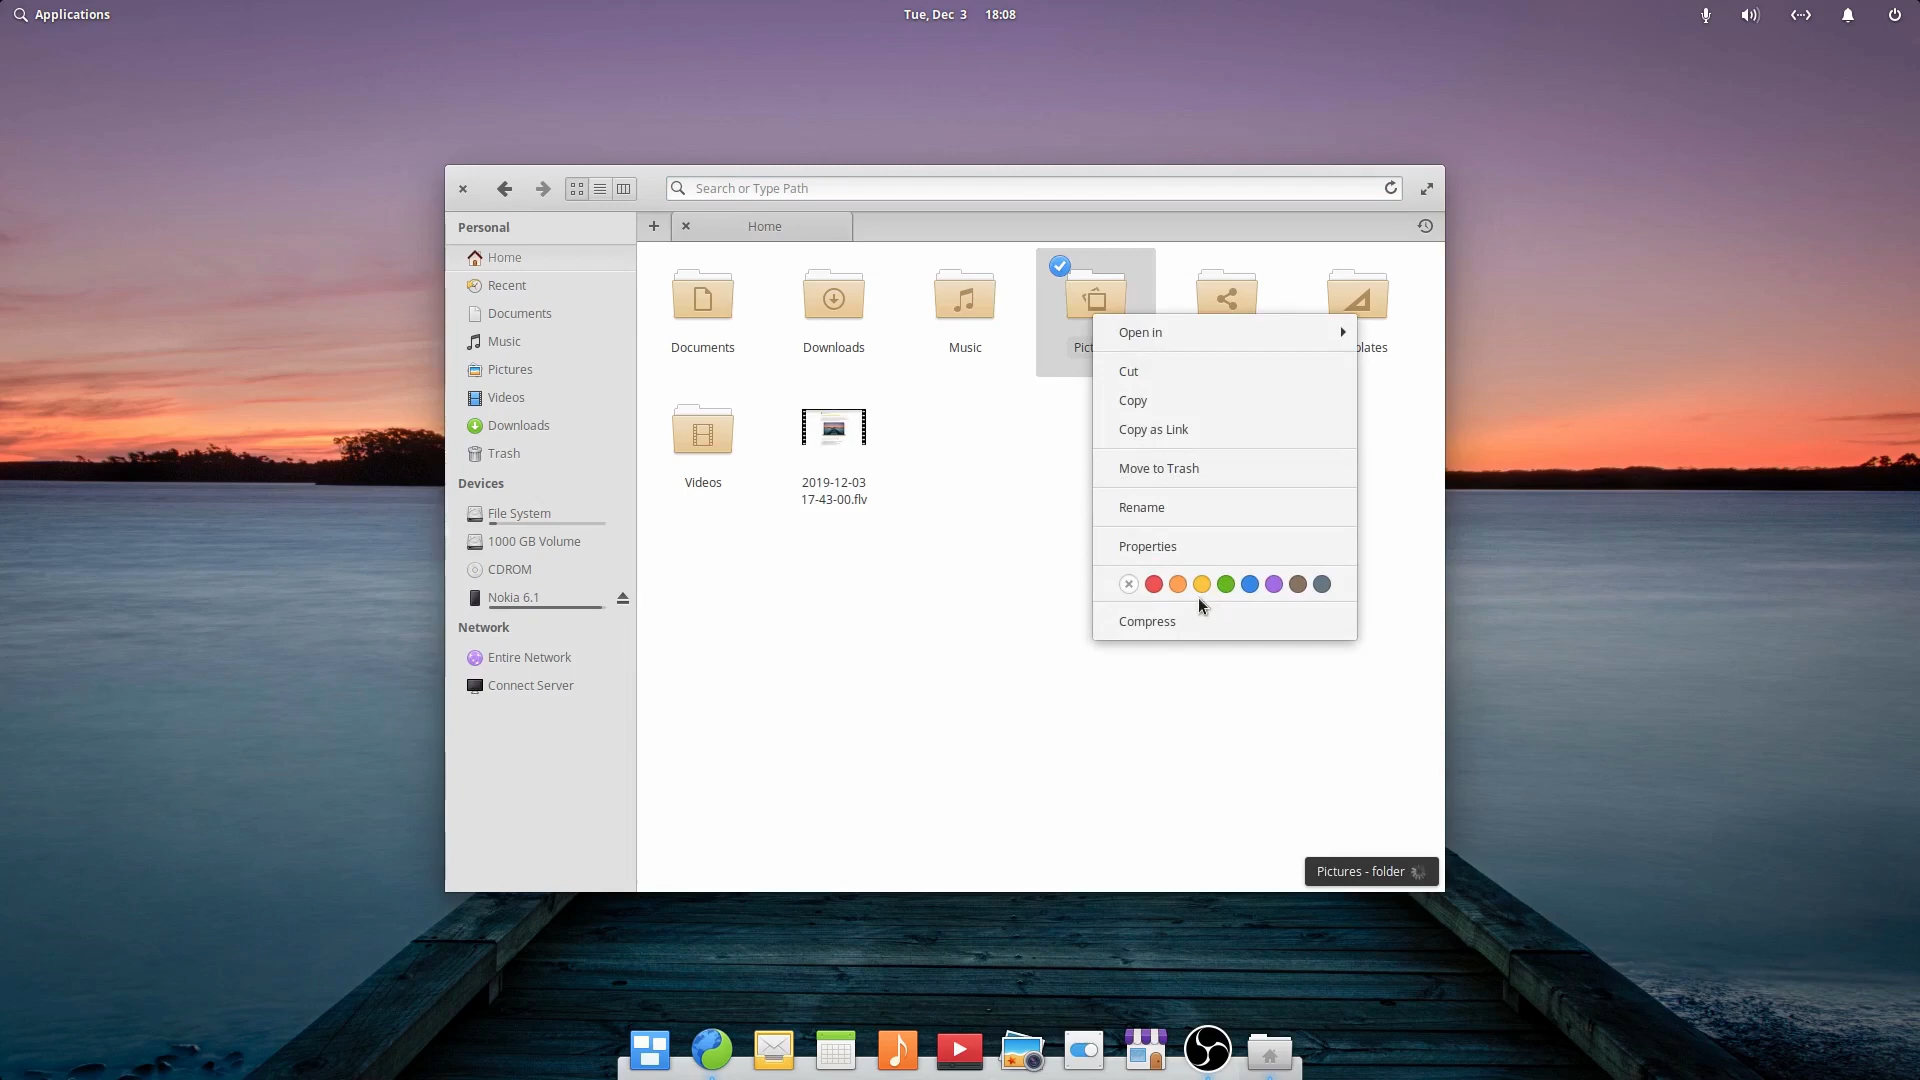 Applications
Tue, Dec 3 18:08
Search or Type Path
Personal
Home
Home
Recent
Documents
Music
Pictures
Videos
Downloads
Trash
Devices
File System
1000 GB Volume
CDROM
Nokia 6.1
Network
Entire Network
Connect Server
Documents
Downloads
Music
Pict
plates
Videos
2019-12-03
17-43-00.flv
Open in
Cut
Copy
Copy as Link
Move to Trash
Rename
Properties
Compress
Pictures - folder